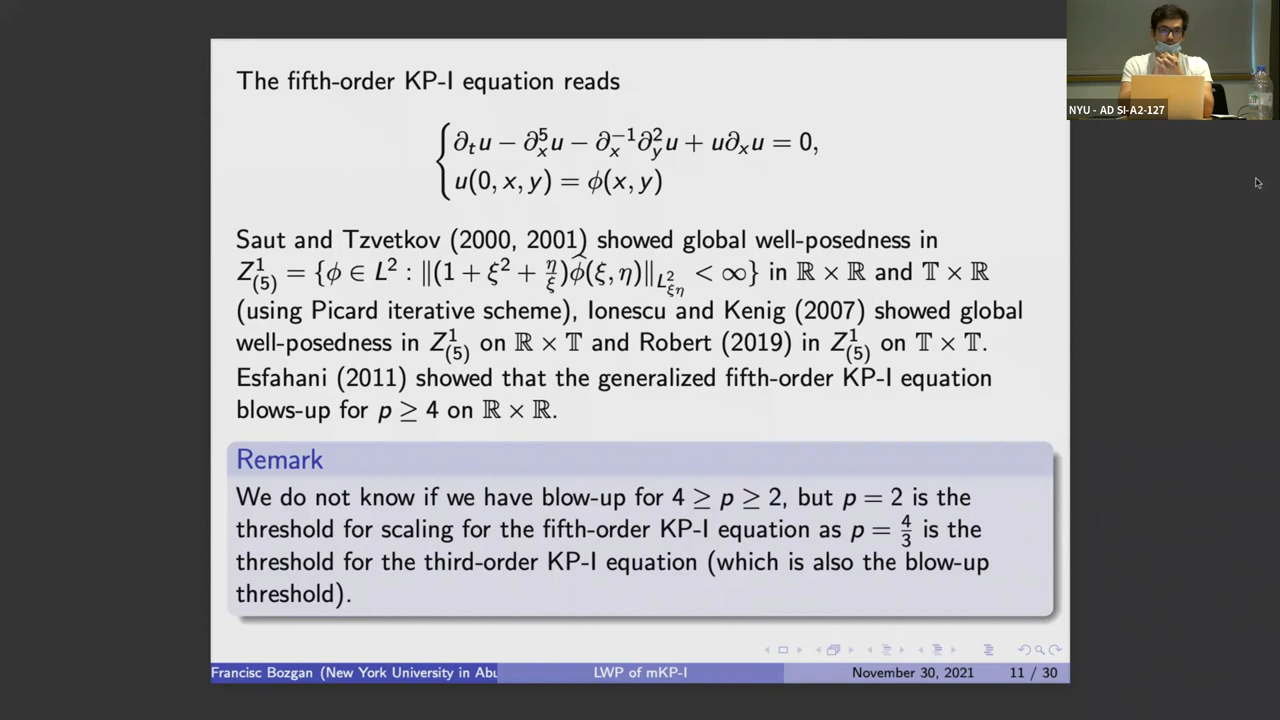 The fifth-order KP-I equation reads
∂ₜu − ∂ₓ⁵u − ∂ₓ⁻¹∂ᵧ²u + u∂ₓu = 0,
u(0, x, y) = ϕ(x, y)
Saut and Tzvetkov (2000, 2001) showed global well-posedness in
Z¹₍₅₎ = {ϕ ∈ L² : ‖(1 + ξ² + η/ξ)ϕ̂(ξ, η)‖_{L²_{ξη}} < ∞} in ℝ × ℝ and 𝕋 × ℝ
(using Picard iterative scheme), Ionescu and Kenig (2007) showed global
well-posedness in Z¹₍₅₎ on ℝ × 𝕋 and Robert (2019) in Z¹₍₅₎ on 𝕋 × 𝕋.
Esfahani (2011) showed that the generalized fifth-order KP-I equation
blows-up for p ≥ 4 on ℝ × ℝ.
Remark
We do not know if we have blow-up for 4 ≥ p ≥ 2, but p = 2 is the
threshold for scaling for the fifth-order KP-I equation as p = 4/3 is the
threshold for the third-order KP-I equation (which is also the blow-up
threshold).
Francisc Bozgan (New York University in Abu
LWP of mKP-I
November 30, 2021
11 / 30
NYU - AD SI-A2-127